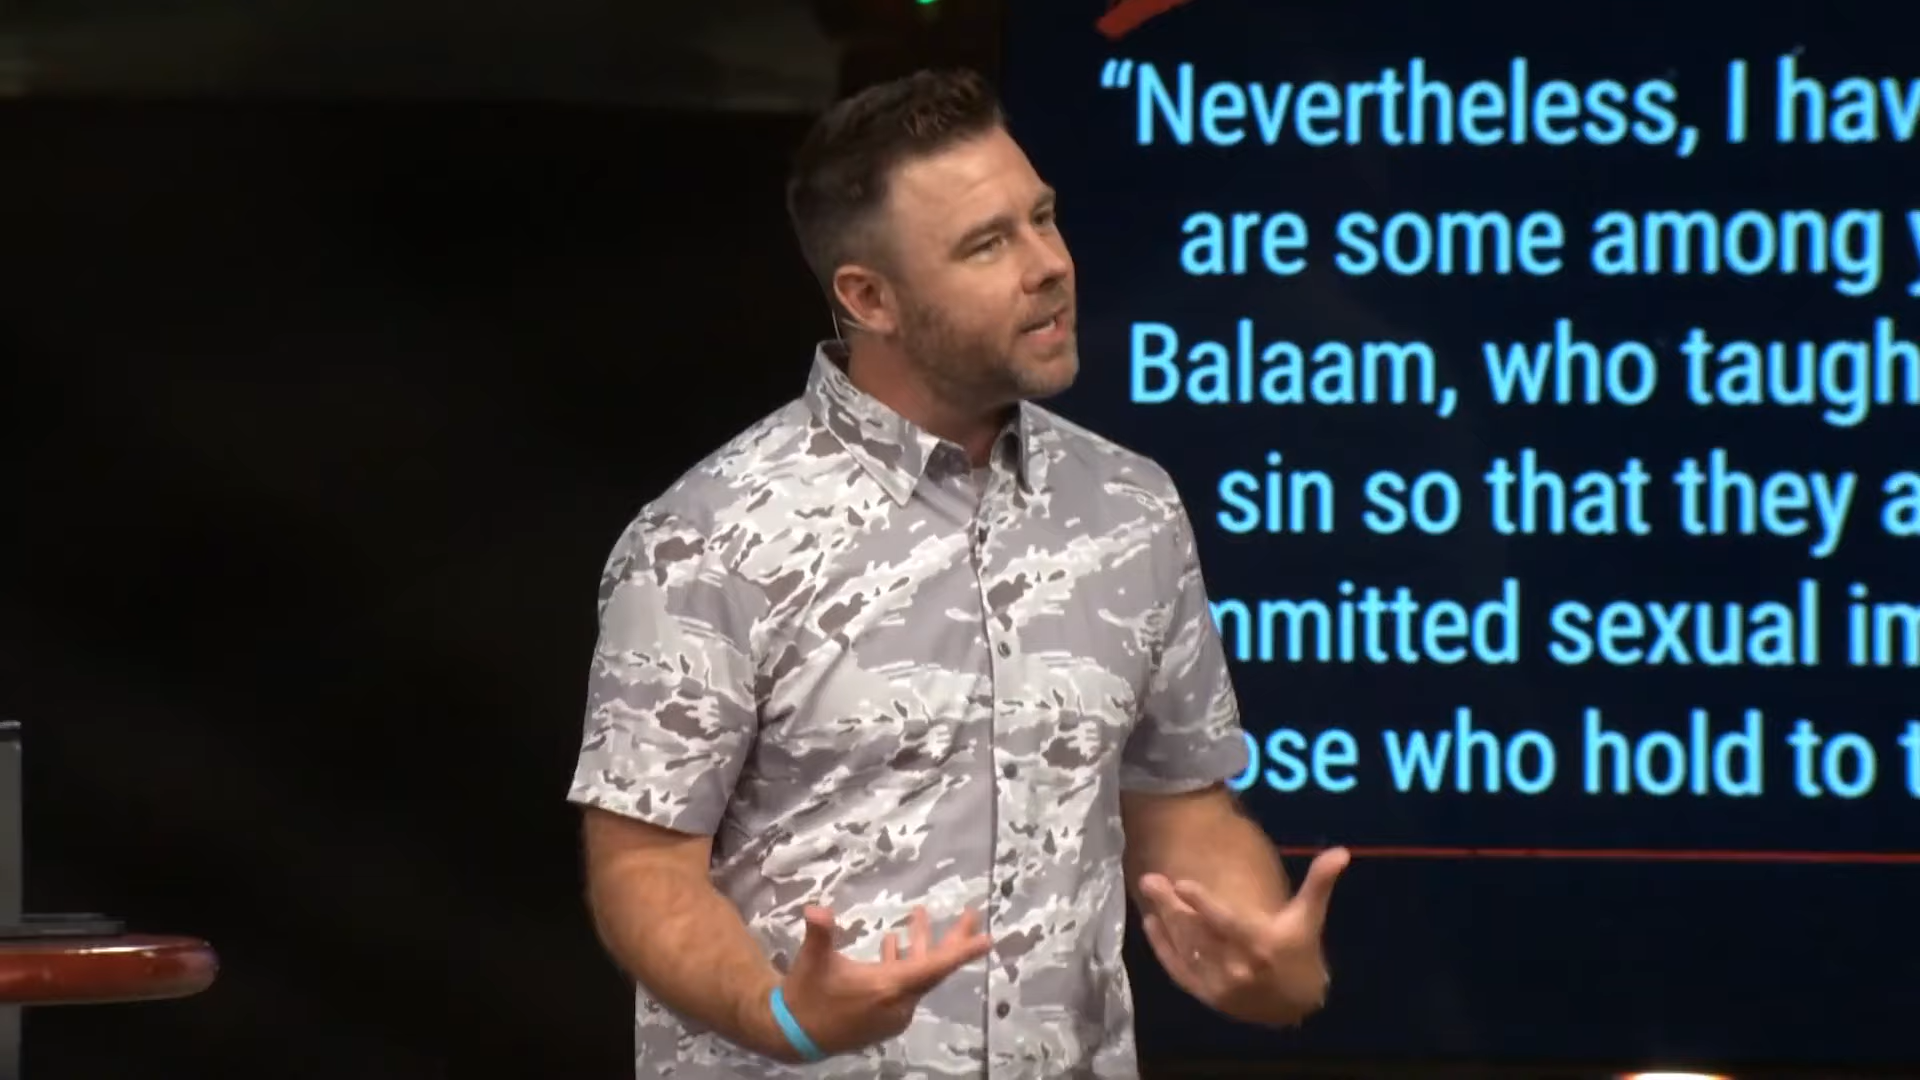 “Nevertheless, I hav
are some among y
Balaam, who taugh
sin so that they a
mmitted sexual im
ose who hold to t